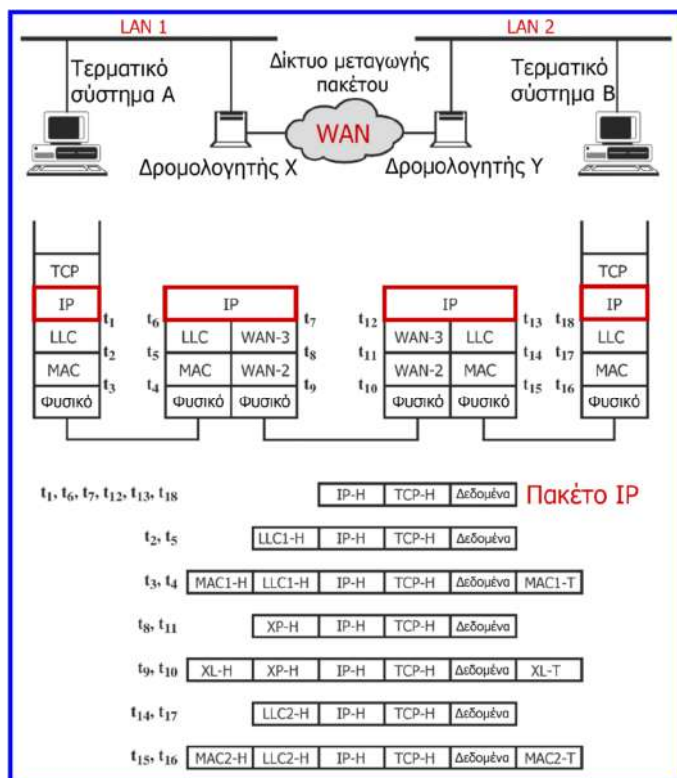 LAN 1
LAN 2
Τερματικό
σύστημα A
Δίκτυο μεταγωγής
πακέτου
Τερματικό
σύστημα B
WAN
Δρομολογητής X
Δρομολογητής Y
TCP
TCP
IP
IP
IP
IP
t1 t6 t7 t12 t13 t18
LLC
LLC
WAN-3
WAN-3
LLC
LLC
t2 t5 t8 t11 t14 t17
MAC
MAC
WAN-2
WAN-2
MAC
MAC
t3 t4 t9 t10 t15 t16
Φυσικό
Φυσικό
Φυσικό
Φυσικό
Φυσικό
Φυσικό
t1, t6, t7, t12, t13, t18 IP-H TCP-H Δεδομένα Πακέτο IP
t2, t5 LLC1-H IP-H TCP-H Δεδομένα
t3, t4 MAC1-H LLC1-H IP-H TCP-H Δεδομένα MAC1-T
t8, t11 XP-H IP-H TCP-H Δεδομένα
t9, t10 XL-H XP-H IP-H TCP-H Δεδομένα XL-T
t14, t17 LLC2-H IP-H TCP-H Δεδομένα
t15, t16 MAC2-H LLC2-H IP-H TCP-H Δεδομένα MAC2-T